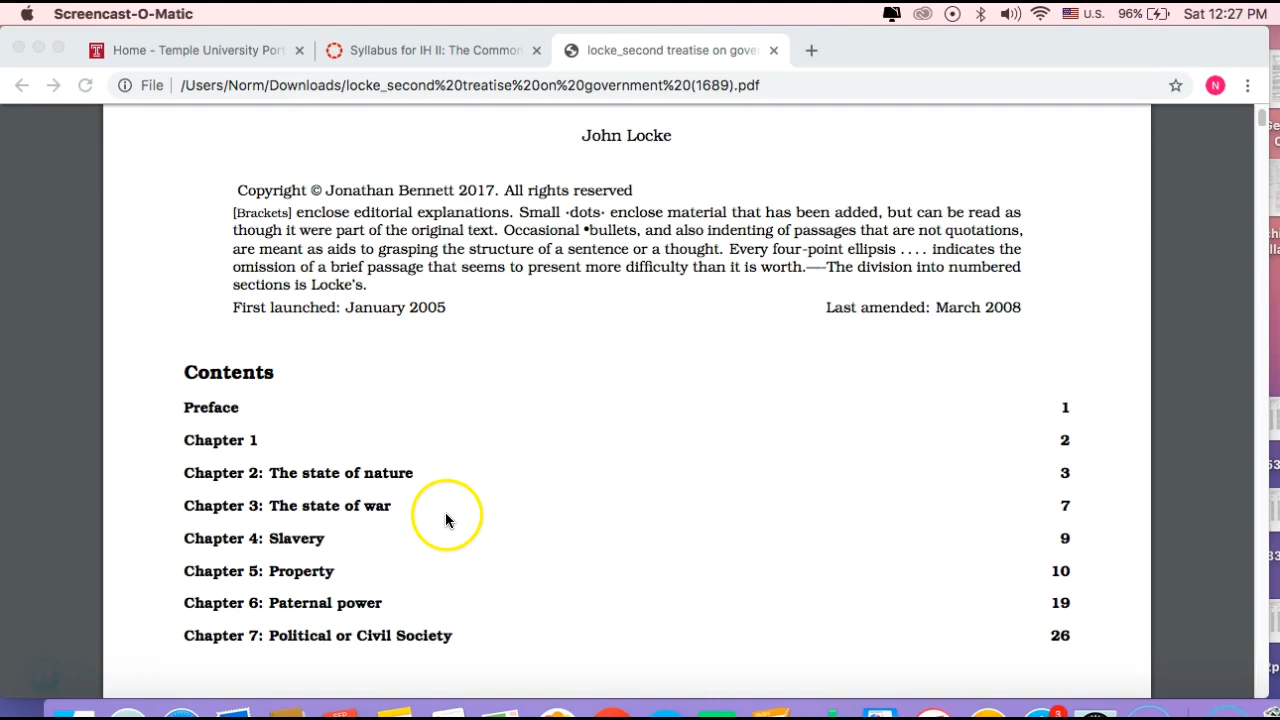 Screencast-O-Matic
U.S. 96% Sat 12:27 PM
Home - Temple University Port
Syllabus for IH II: The Common
locke_second treatise on gove
File /Users/Norm/Downloads/locke_second%20treatise%20on%20government%20(1689).pdf
N
John Locke
Copyright © Jonathan Bennett 2017. All rights reserved
[Brackets] enclose editorial explanations. Small ·dots· enclose material that has been added, but can be read as
though it were part of the original text. Occasional •bullets, and also indenting of passages that are not quotations,
are meant as aids to grasping the structure of a sentence or a thought. Every four-point ellipsis . . . . indicates the
omission of a brief passage that seems to present more difficulty than it is worth.—The division into numbered
sections is Locke's.
First launched: January 2005 Last amended: March 2008
Contents
Preface 1
Chapter 1 2
Chapter 2: The state of nature 3
Chapter 3: The state of war 7
Chapter 4: Slavery 9
Chapter 5: Property 10
Chapter 6: Paternal power 19
Chapter 7: Political or Civil Society 26
SEP
3